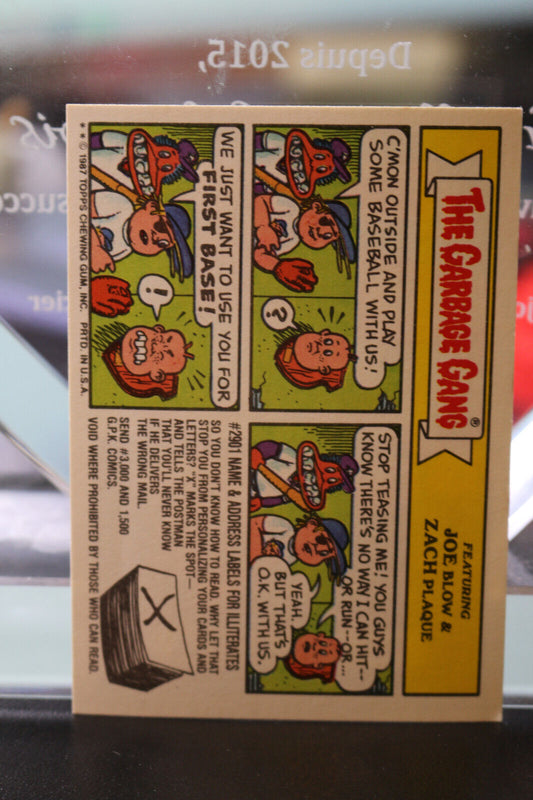 Depuis 2015,
THE GARBAGE GANG®
FEATURING
JOE BLOW &
ZACH PLAQUE
C'MON OUTSIDE AND PLAY
SOME BASEBALL WITH US!
?
WE JUST WANT TO USE YOU FOR
FIRST BASE!
!
STOP TEASING ME! YOU GUYS
KNOW THERE'S NO WAY I CAN HIT--
OR RUN--OR...
YEAH,
BUT THAT'S
O.K. WITH US.
#2901 NAME & ADDRESS LABELS FOR ILLITERATES
SO YOU DON'T KNOW HOW TO READ. WHY LET THAT
STOP YOU FROM PERSONALIZING YOUR CARDS AND
LETTERS? "X" MARKS THE SPOT—
AND TELLS THE POSTMAN
THAT YOU'LL NEVER KNOW
IF HE DELIVERS
THE WRONG MAIL.
SEND #3,000 AND 1,500
G.P.K. COMICS.
X
VOID WHERE PROHIBITED BY THOSE WHO CAN READ.
* * © 1987 TOPPS CHEWING GUM, INC. PRTD. IN U.S.A.